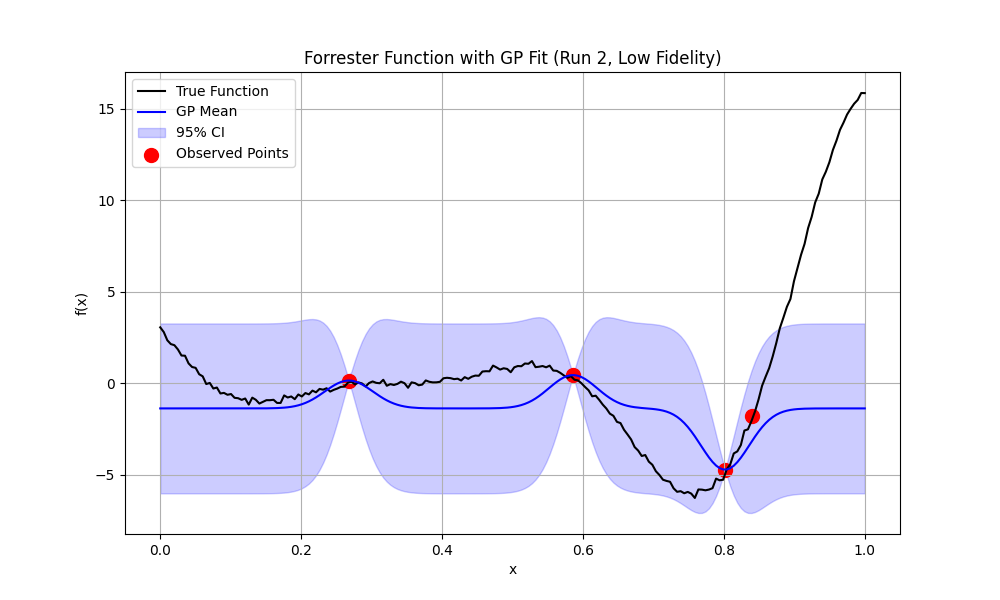 Forrester Function with GP Fit (Run 2, Low Fidelity)
True Function
GP Mean
95% CI
Observed Points
f(x)
15
10
5
0
−5
0.0 0.2 0.4 0.6 0.8 1.0
x